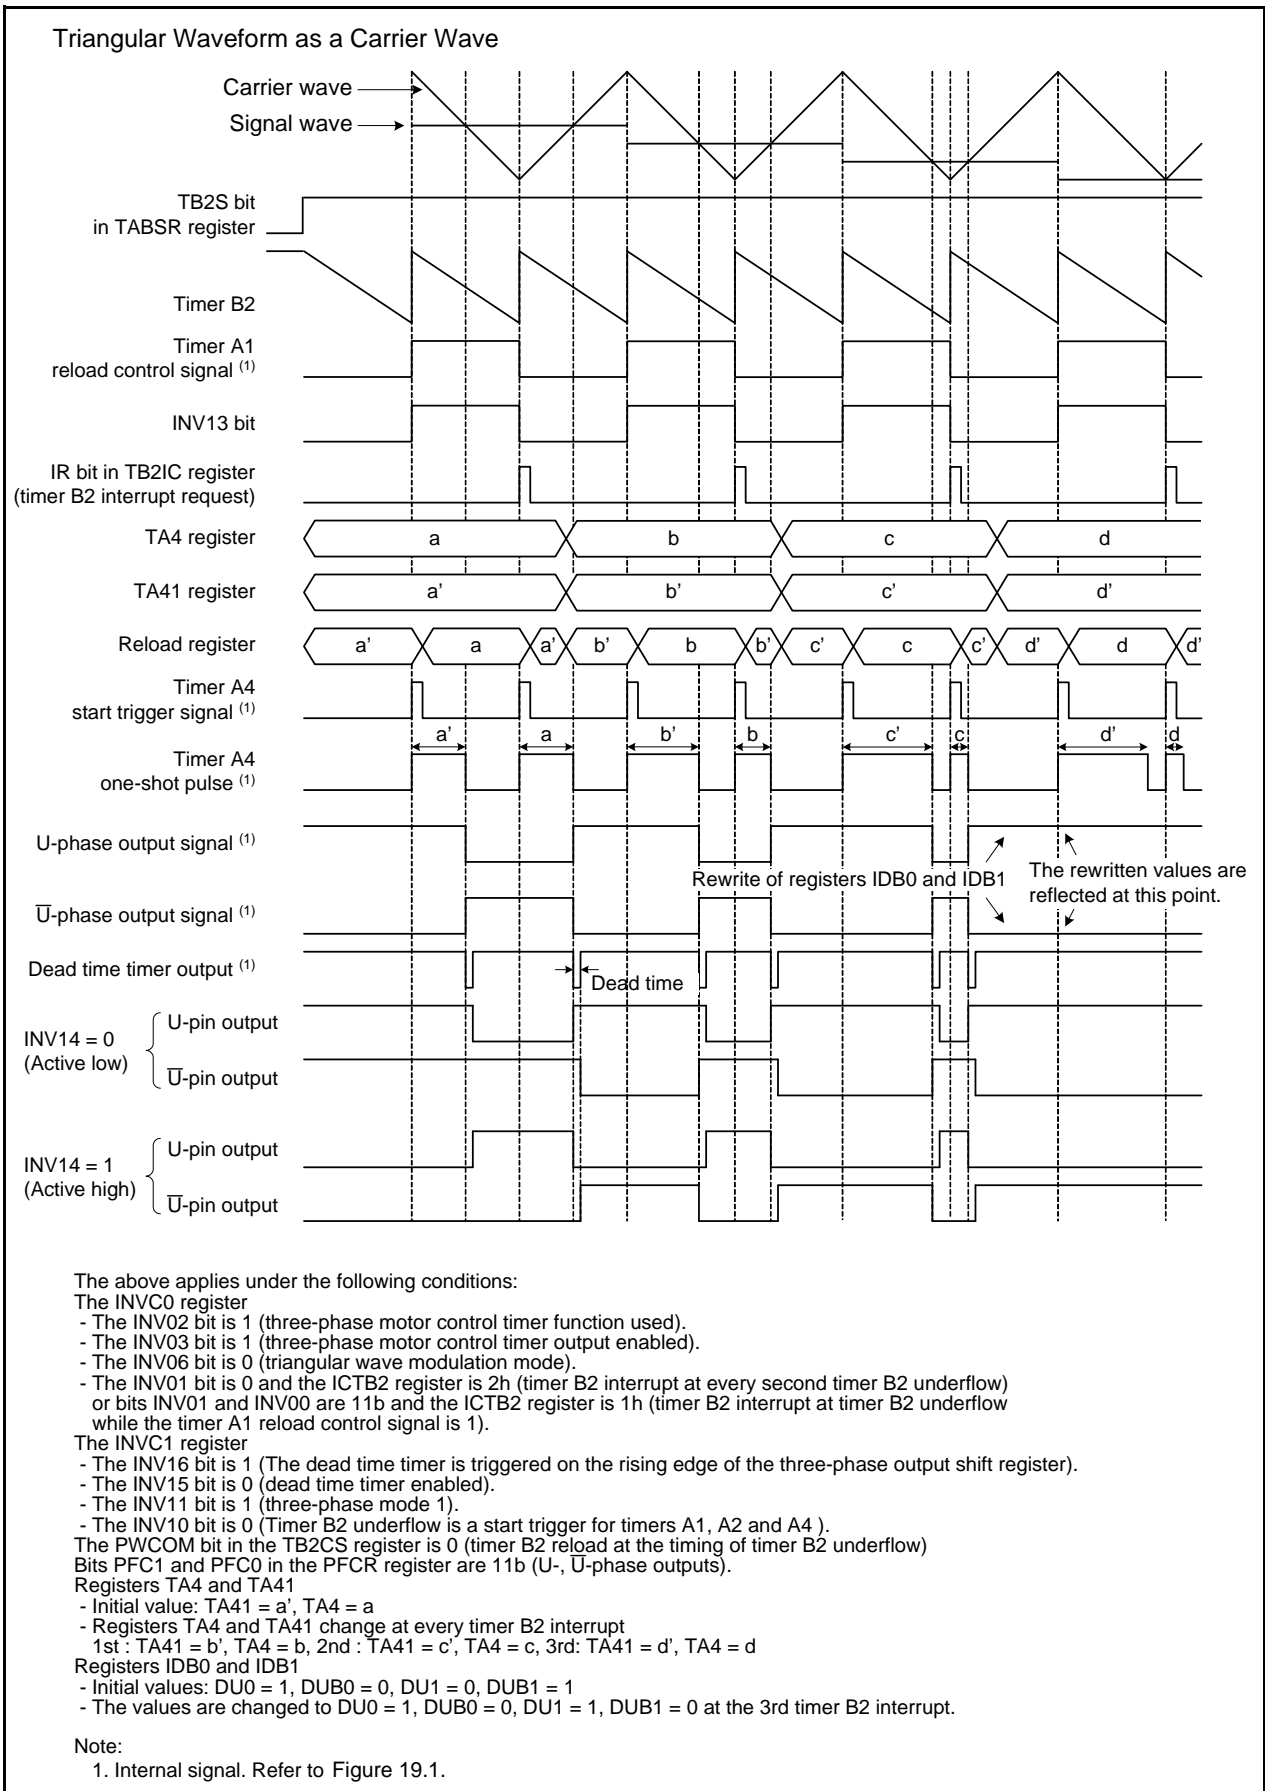 Triangular Waveform as a Carrier Wave
Carrier wave
Signal wave
TB2S bit
in TABSR register
Timer B2
Timer A1
reload control signal (1)
INV13 bit
IR bit in TB2IC register
(timer B2 interrupt request)
TA4 register
a b c d
TA41 register
a' b' c' d'
Reload register
a' a a' b' b b' c' c c' d' d d'
Timer A4
start trigger signal (1)
a' a b' b c' c d' d
Timer A4
one-shot pulse (1)
U-phase output signal (1)
Rewrite of registers IDB0 and IDB1
The rewritten values are
reflected at this point.
U̅-phase output signal (1)
Dead time timer output (1)
Dead time
INV14 = 0
(Active low)
U-pin output
U̅-pin output
INV14 = 1
(Active high)
U-pin output
U̅-pin output
The above applies under the following conditions:
The INVC0 register
- The INV02 bit is 1 (three-phase motor control timer function used).
- The INV03 bit is 1 (three-phase motor control timer output enabled).
- The INV06 bit is 0 (triangular wave modulation mode).
- The INV01 bit is 0 and the ICTB2 register is 2h (timer B2 interrupt at every second timer B2 underflow)
or bits INV01 and INV00 are 11b and the ICTB2 register is 1h (timer B2 interrupt at timer B2 underflow
while the timer A1 reload control signal is 1).
The INVC1 register
- The INV16 bit is 1 (The dead time timer is triggered on the rising edge of the three-phase output shift register).
- The INV15 bit is 0 (dead time timer enabled).
- The INV11 bit is 1 (three-phase mode 1).
- The INV10 bit is 0 (Timer B2 underflow is a start trigger for timers A1, A2 and A4 ).
The PWCOM bit in the TB2CS register is 0 (timer B2 reload at the timing of timer B2 underflow)
Bits PFC1 and PFC0 in the PFCR register are 11b (U-, U̅-phase outputs).
Registers TA4 and TA41
- Initial value: TA41 = a', TA4 = a
- Registers TA4 and TA41 change at every timer B2 interrupt
1st : TA41 = b', TA4 = b, 2nd : TA41 = c', TA4 = c, 3rd: TA41 = d', TA4 = d
Registers IDB0 and IDB1
- Initial values: DU0 = 1, DUB0 = 0, DU1 = 0, DUB1 = 1
- The values are changed to DU0 = 1, DUB0 = 0, DU1 = 1, DUB1 = 0 at the 3rd timer B2 interrupt.
Note:
1. Internal signal. Refer to Figure 19.1.